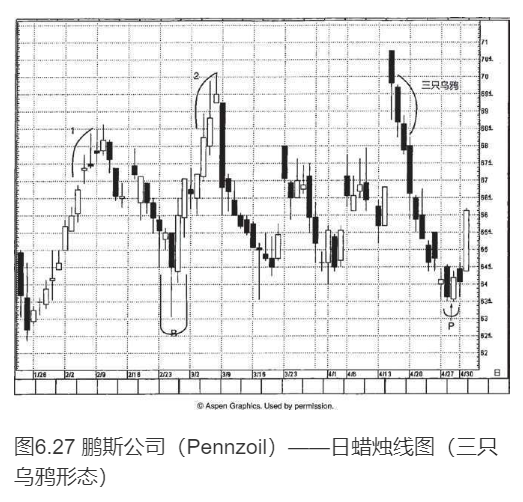 71
70
2
三只乌鸦
1
B
P
1/26 2/2 2/9 2/16 2/23 3/2 3/9 3/16 3/23 4/1 4/6 4/13 4/20 4/27 4/30 日
© Aspen Graphics. Used by permission.
图6.27 鹏斯公司（Pennzoil）——日蜡烛线图（三只
乌鸦形态）